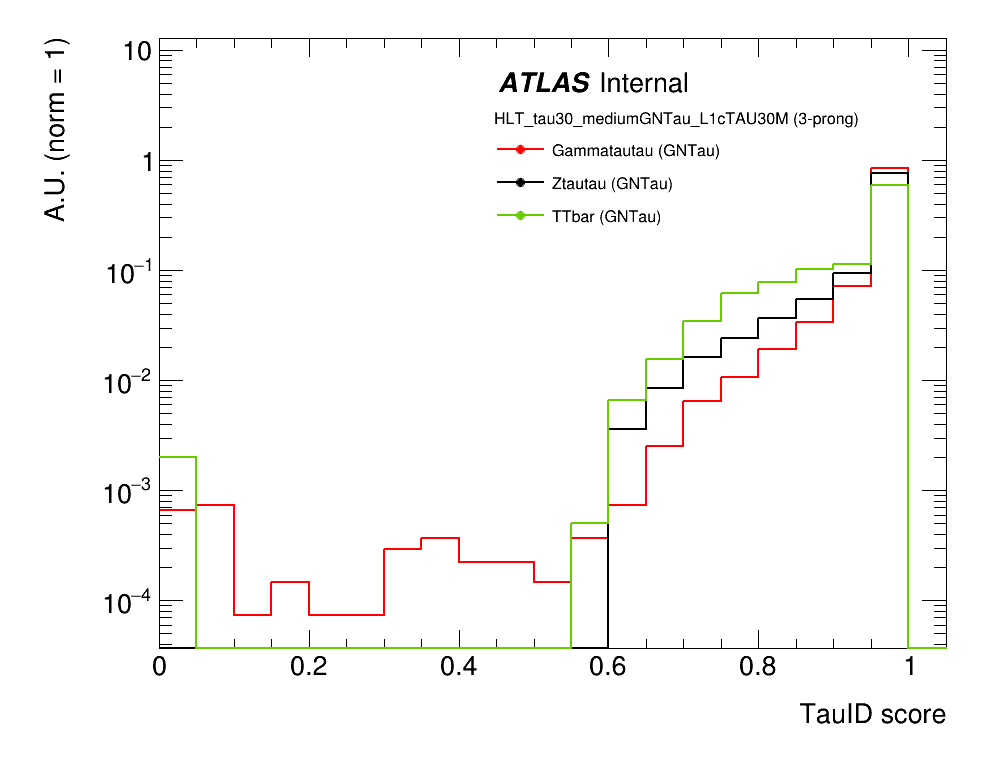 A.U. (norm = 1)
10
1
10⁻¹
10⁻²
10⁻³
10⁻⁴
ATLAS Internal
HLT_tau30_mediumGNTau_L1cTAU30M (3-prong)
Gammatautau (GNTau)
Ztautau (GNTau)
TTbar (GNTau)
0 0.2 0.4 0.6 0.8 1
TauID score